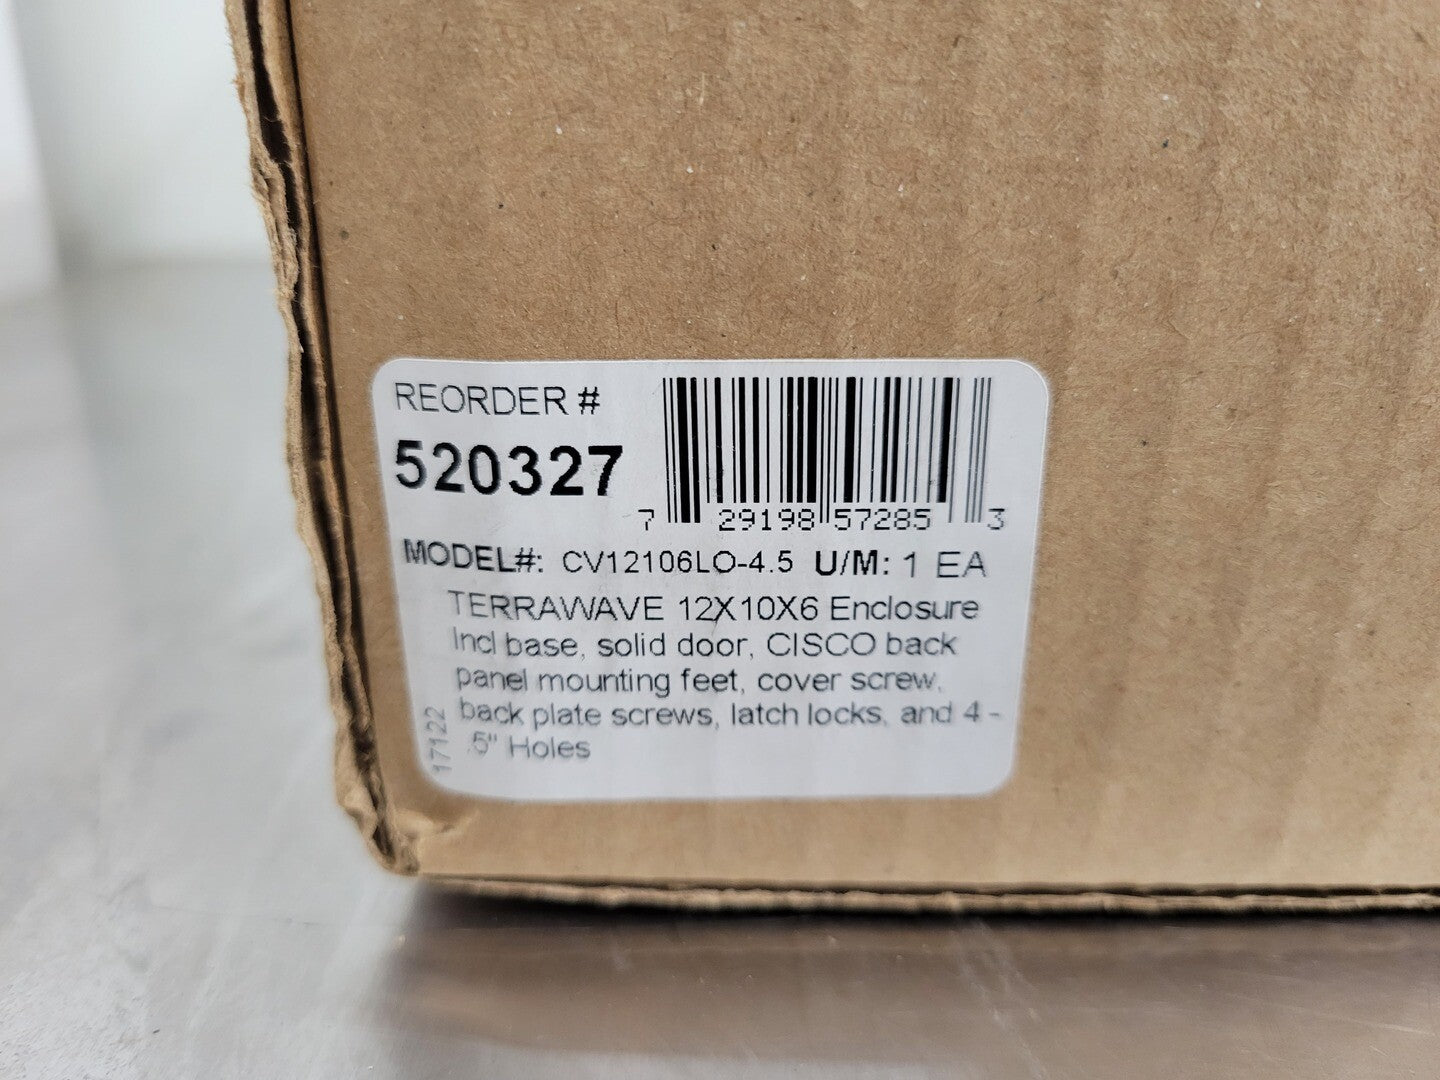 REORDER #
520327
7 29198 57285 3
MODEL#: CV12106LO-4.5 U/M: 1 EA
TERRAWAVE 12X10X6 Enclosure
Incl base, solid door, CISCO back
panel mounting feet, cover screw,
back plate screws, latch locks, and 4 -
.5" Holes
17122